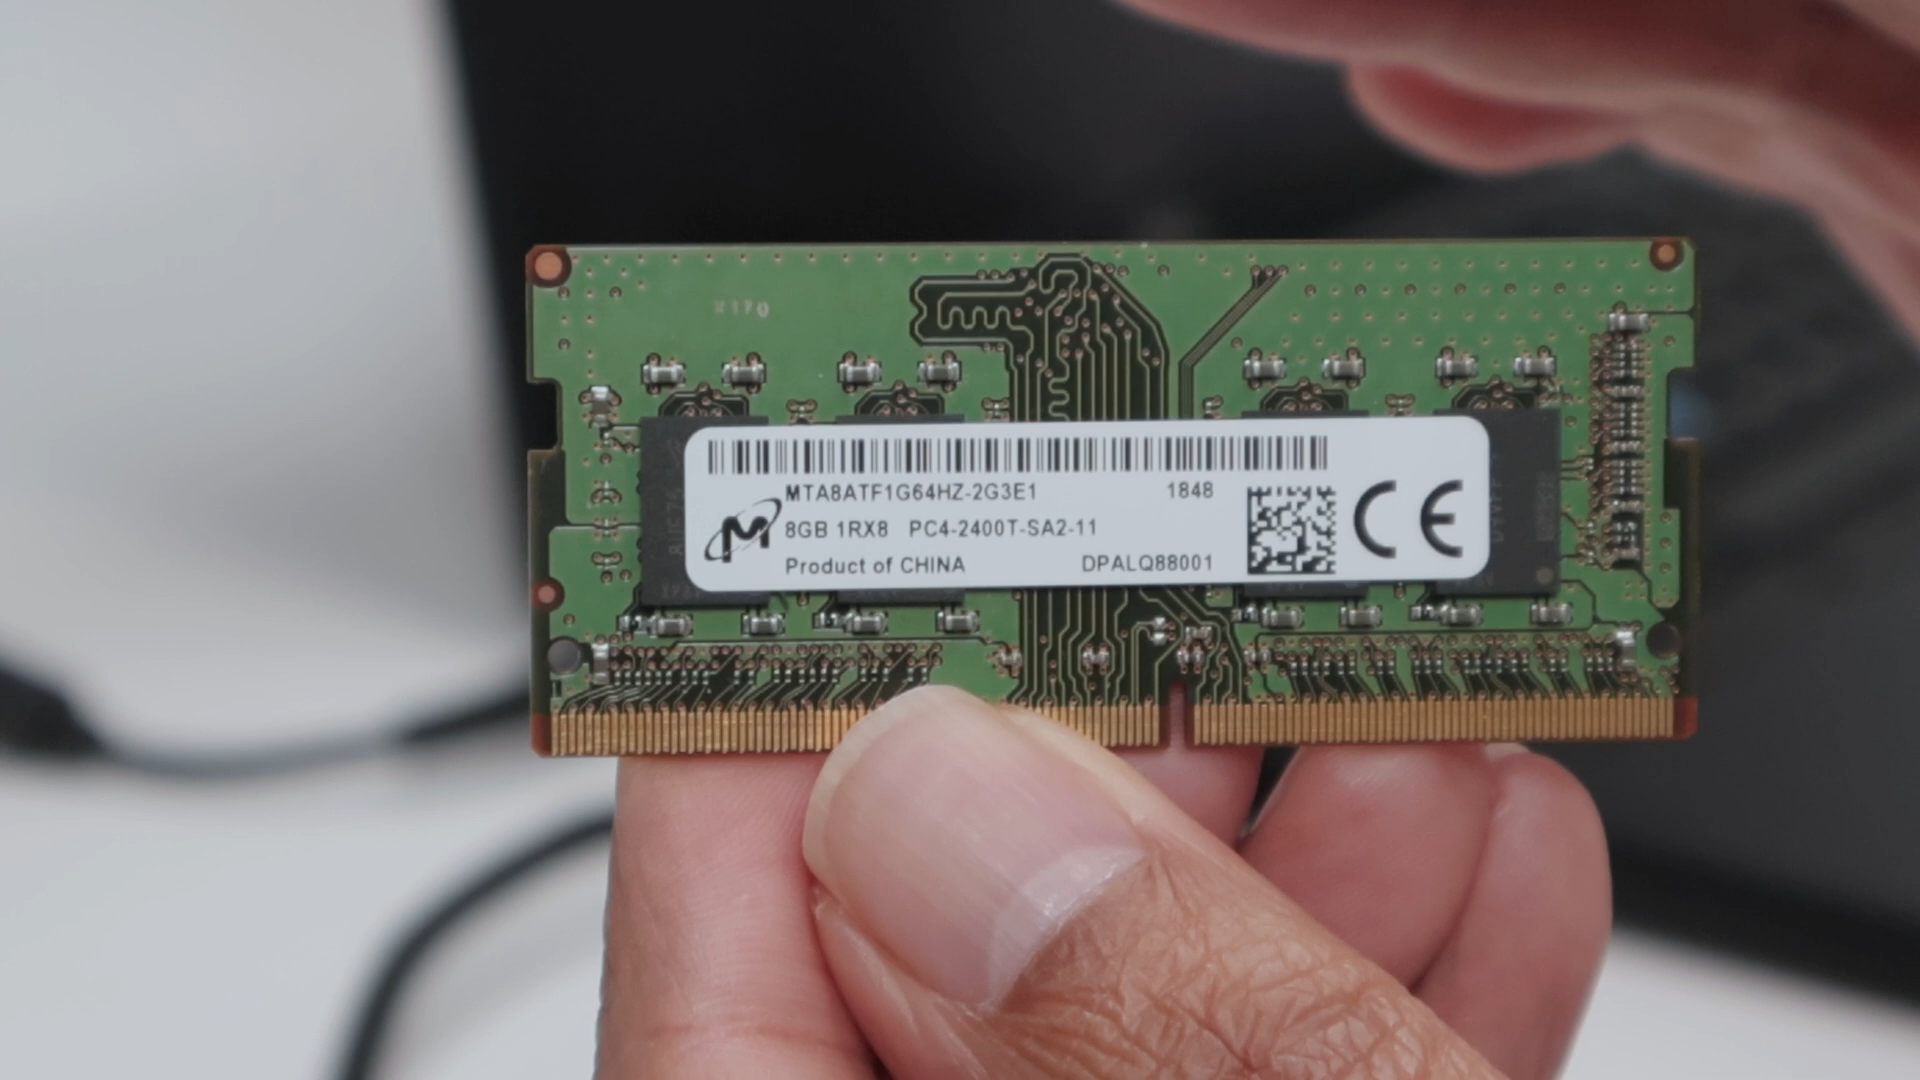 MTA8ATF1G64HZ-2G3E1 1848
8GB 1RX8 PC4-2400T-SA2-11
Product of CHINA DPALQ88001
CE